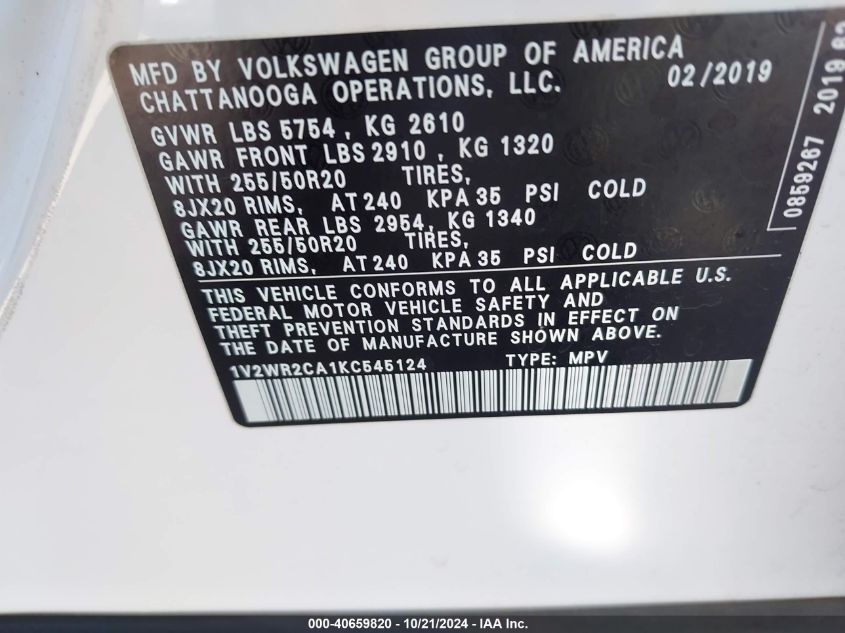 MFD BY VOLKSWAGEN GROUP OF AMERICA
CHATTANOOGA OPERATIONS, LLC. 02/2019
GVWR LBS 5754 , KG 2610
GAWR FRONT LBS 2910 , KG 1320
WITH 255/50R20 TIRES,
8JX20 RIMS, AT 240 KPA 35 PSI COLD
GAWR REAR LBS 2954, KG 1340
WITH 255/50R20 TIRES,
8JX20 RIMS, AT 240 KPA 35 PSI COLD
THIS VEHICLE CONFORMS TO ALL APPLICABLE U.S.
FEDERAL MOTOR VEHICLE SAFETY AND
THEFT PREVENTION STANDARDS IN EFFECT ON
THE DATE OF MANUFACTURE SHOWN ABOVE.
1V2WR2CA1KC545124 TYPE: MPV
0859267 2019
000-40659820 - 10/21/2024 - IAA Inc.